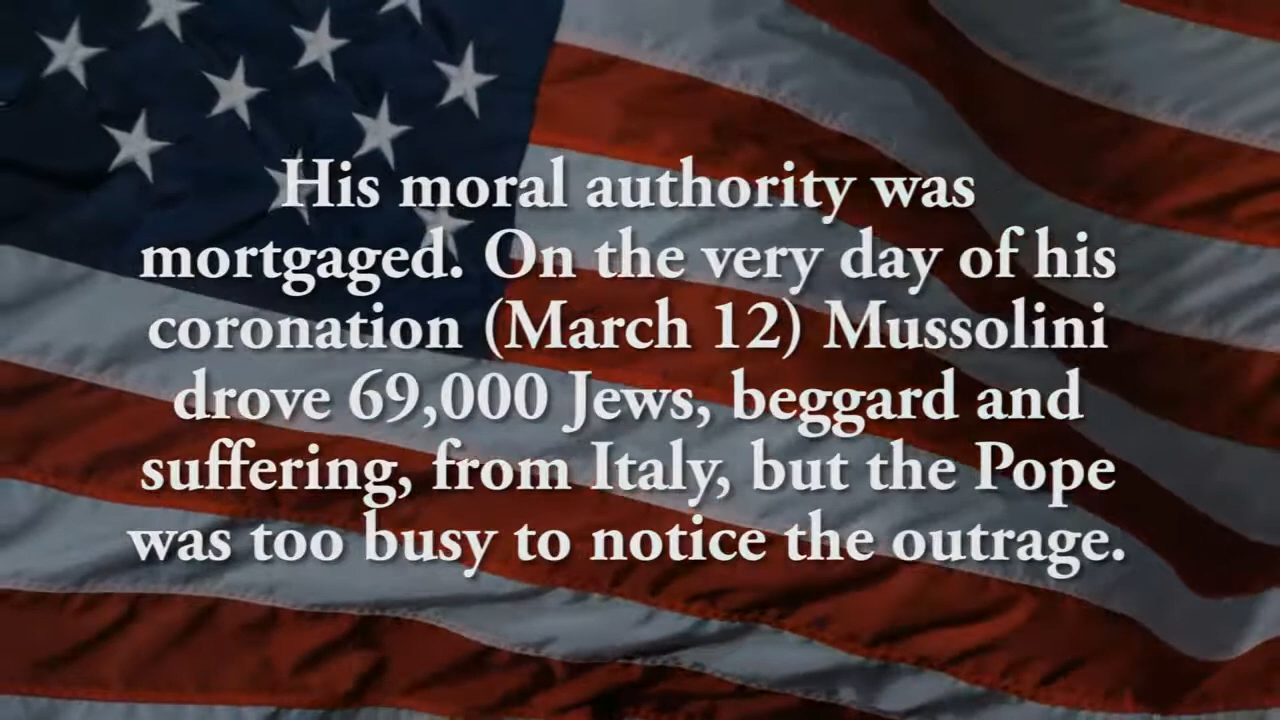 His moral authority was
mortgaged. On the very day of his
coronation (March 12) Mussolini
drove 69,000 Jews, beggard and
suffering, from Italy, but the Pope
was too busy to notice the outrage.